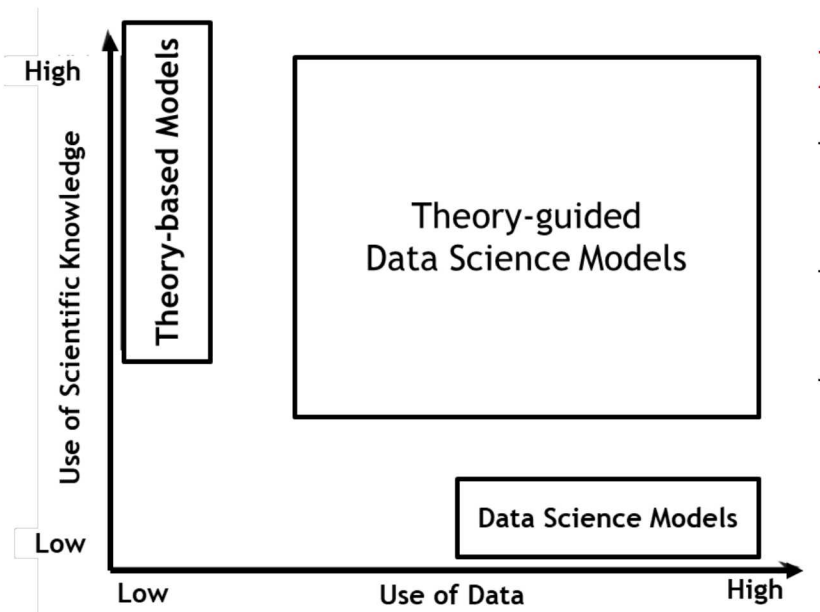 High
Use of Scientific Knowledge
Low
Theory-based Models
Theory-guided
Data Science Models
Data Science Models
Low
Use of Data
High